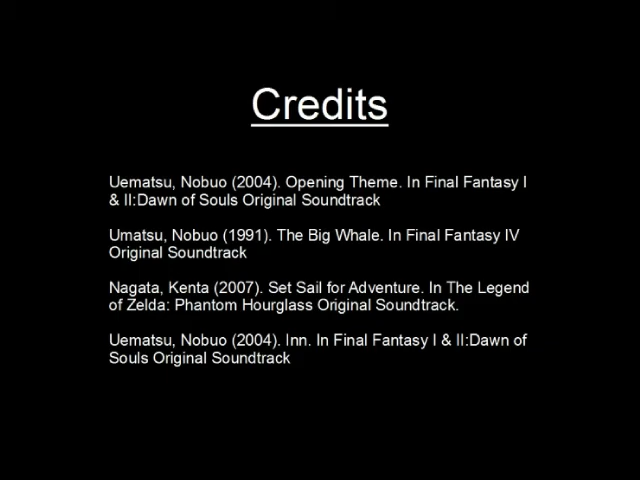 Credits
Uematsu, Nobuo (2004). Opening Theme. In Final Fantasy I
& II:Dawn of Souls Original Soundtrack
Umatsu, Nobuo (1991). The Big Whale. In Final Fantasy IV
Original Soundtrack
Nagata, Kenta (2007). Set Sail for Adventure. In The Legend
of Zelda: Phantom Hourglass Original Soundtrack.
Uematsu, Nobuo (2004). Inn. In Final Fantasy I & II:Dawn of
Souls Original Soundtrack